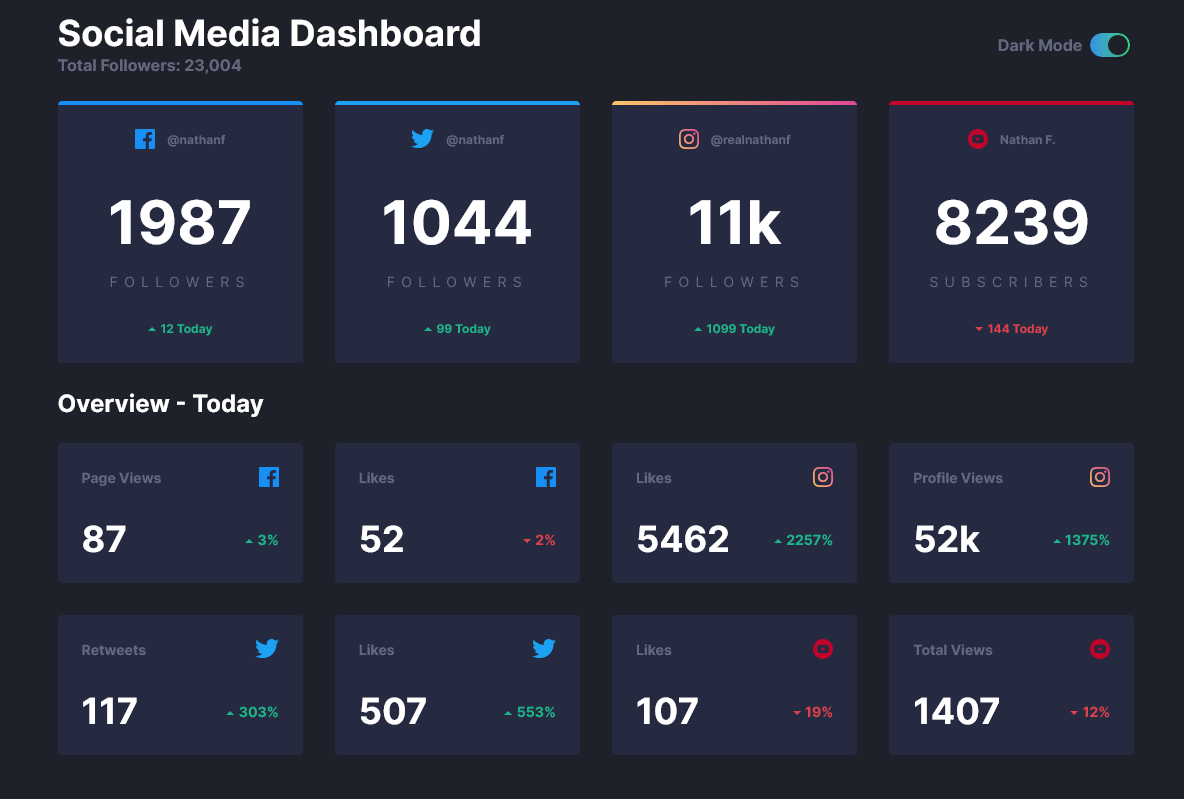 Social Media Dashboard
Total Followers: 23,004
Dark Mode
@nathanf
1987
FOLLOWERS
12 Today
@nathanf
1044
FOLLOWERS
99 Today
@realnathanf
11k
FOLLOWERS
1099 Today
Nathan F.
8239
SUBSCRIBERS
144 Today
Overview - Today
Page Views
87
3%
Likes
52
2%
Likes
5462
2257%
Profile Views
52k
1375%
Retweets
117
303%
Likes
507
553%
Likes
107
19%
Total Views
1407
12%